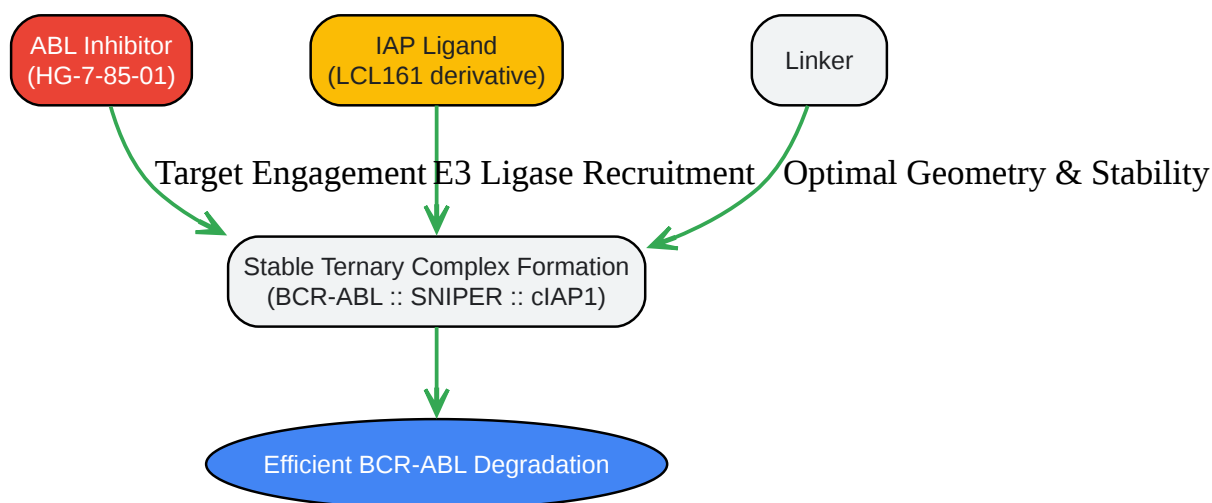 ABL Inhibitor
(HG-7-85-01)
IAP Ligand
(LCL161 derivative)
Linker
Target Engagement
E3 Ligase Recruitment
Optimal Geometry & Stability
Stable Ternary Complex Formation
(BCR-ABL :: SNIPER :: cIAP1)
Efficient BCR-ABL Degradation